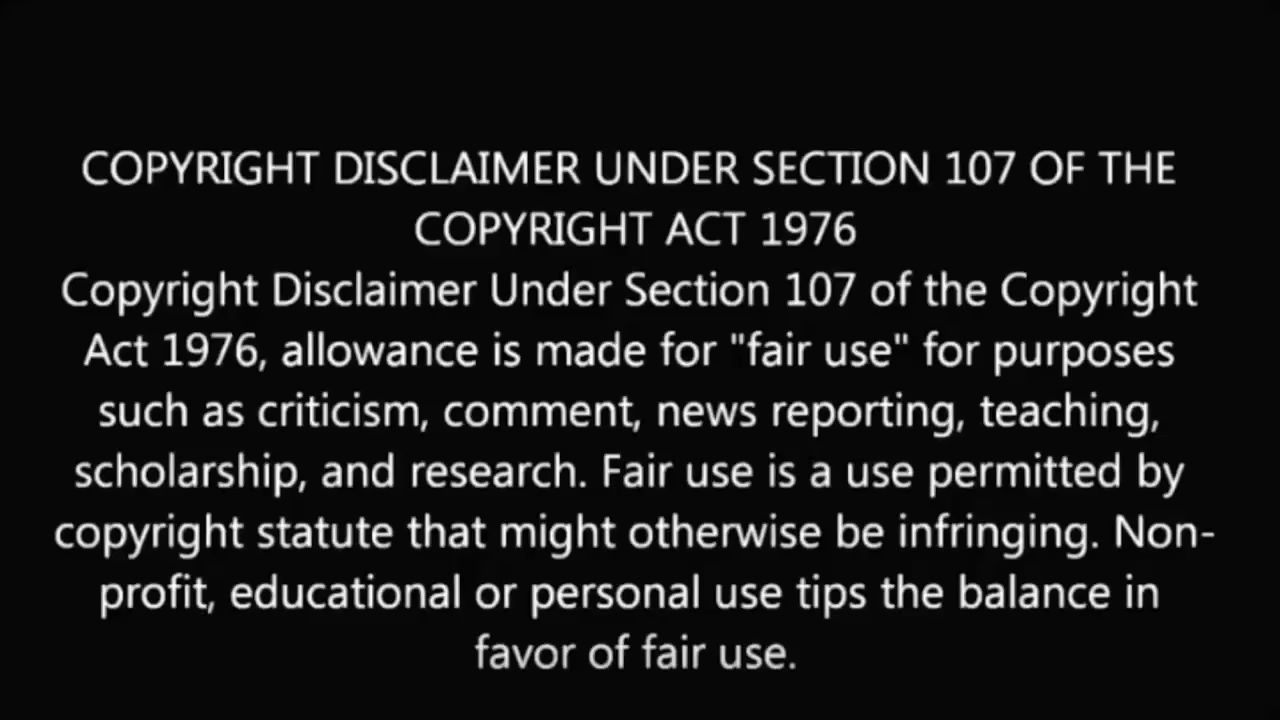 COPYRIGHT DISCLAIMER UNDER SECTION 107 OF THE
COPYRIGHT ACT 1976
Copyright Disclaimer Under Section 107 of the Copyright
Act 1976, allowance is made for "fair use" for purposes
such as criticism, comment, news reporting, teaching,
scholarship, and research. Fair use is a use permitted by
copyright statute that might otherwise be infringing. Non-
profit, educational or personal use tips the balance in
favor of fair use.